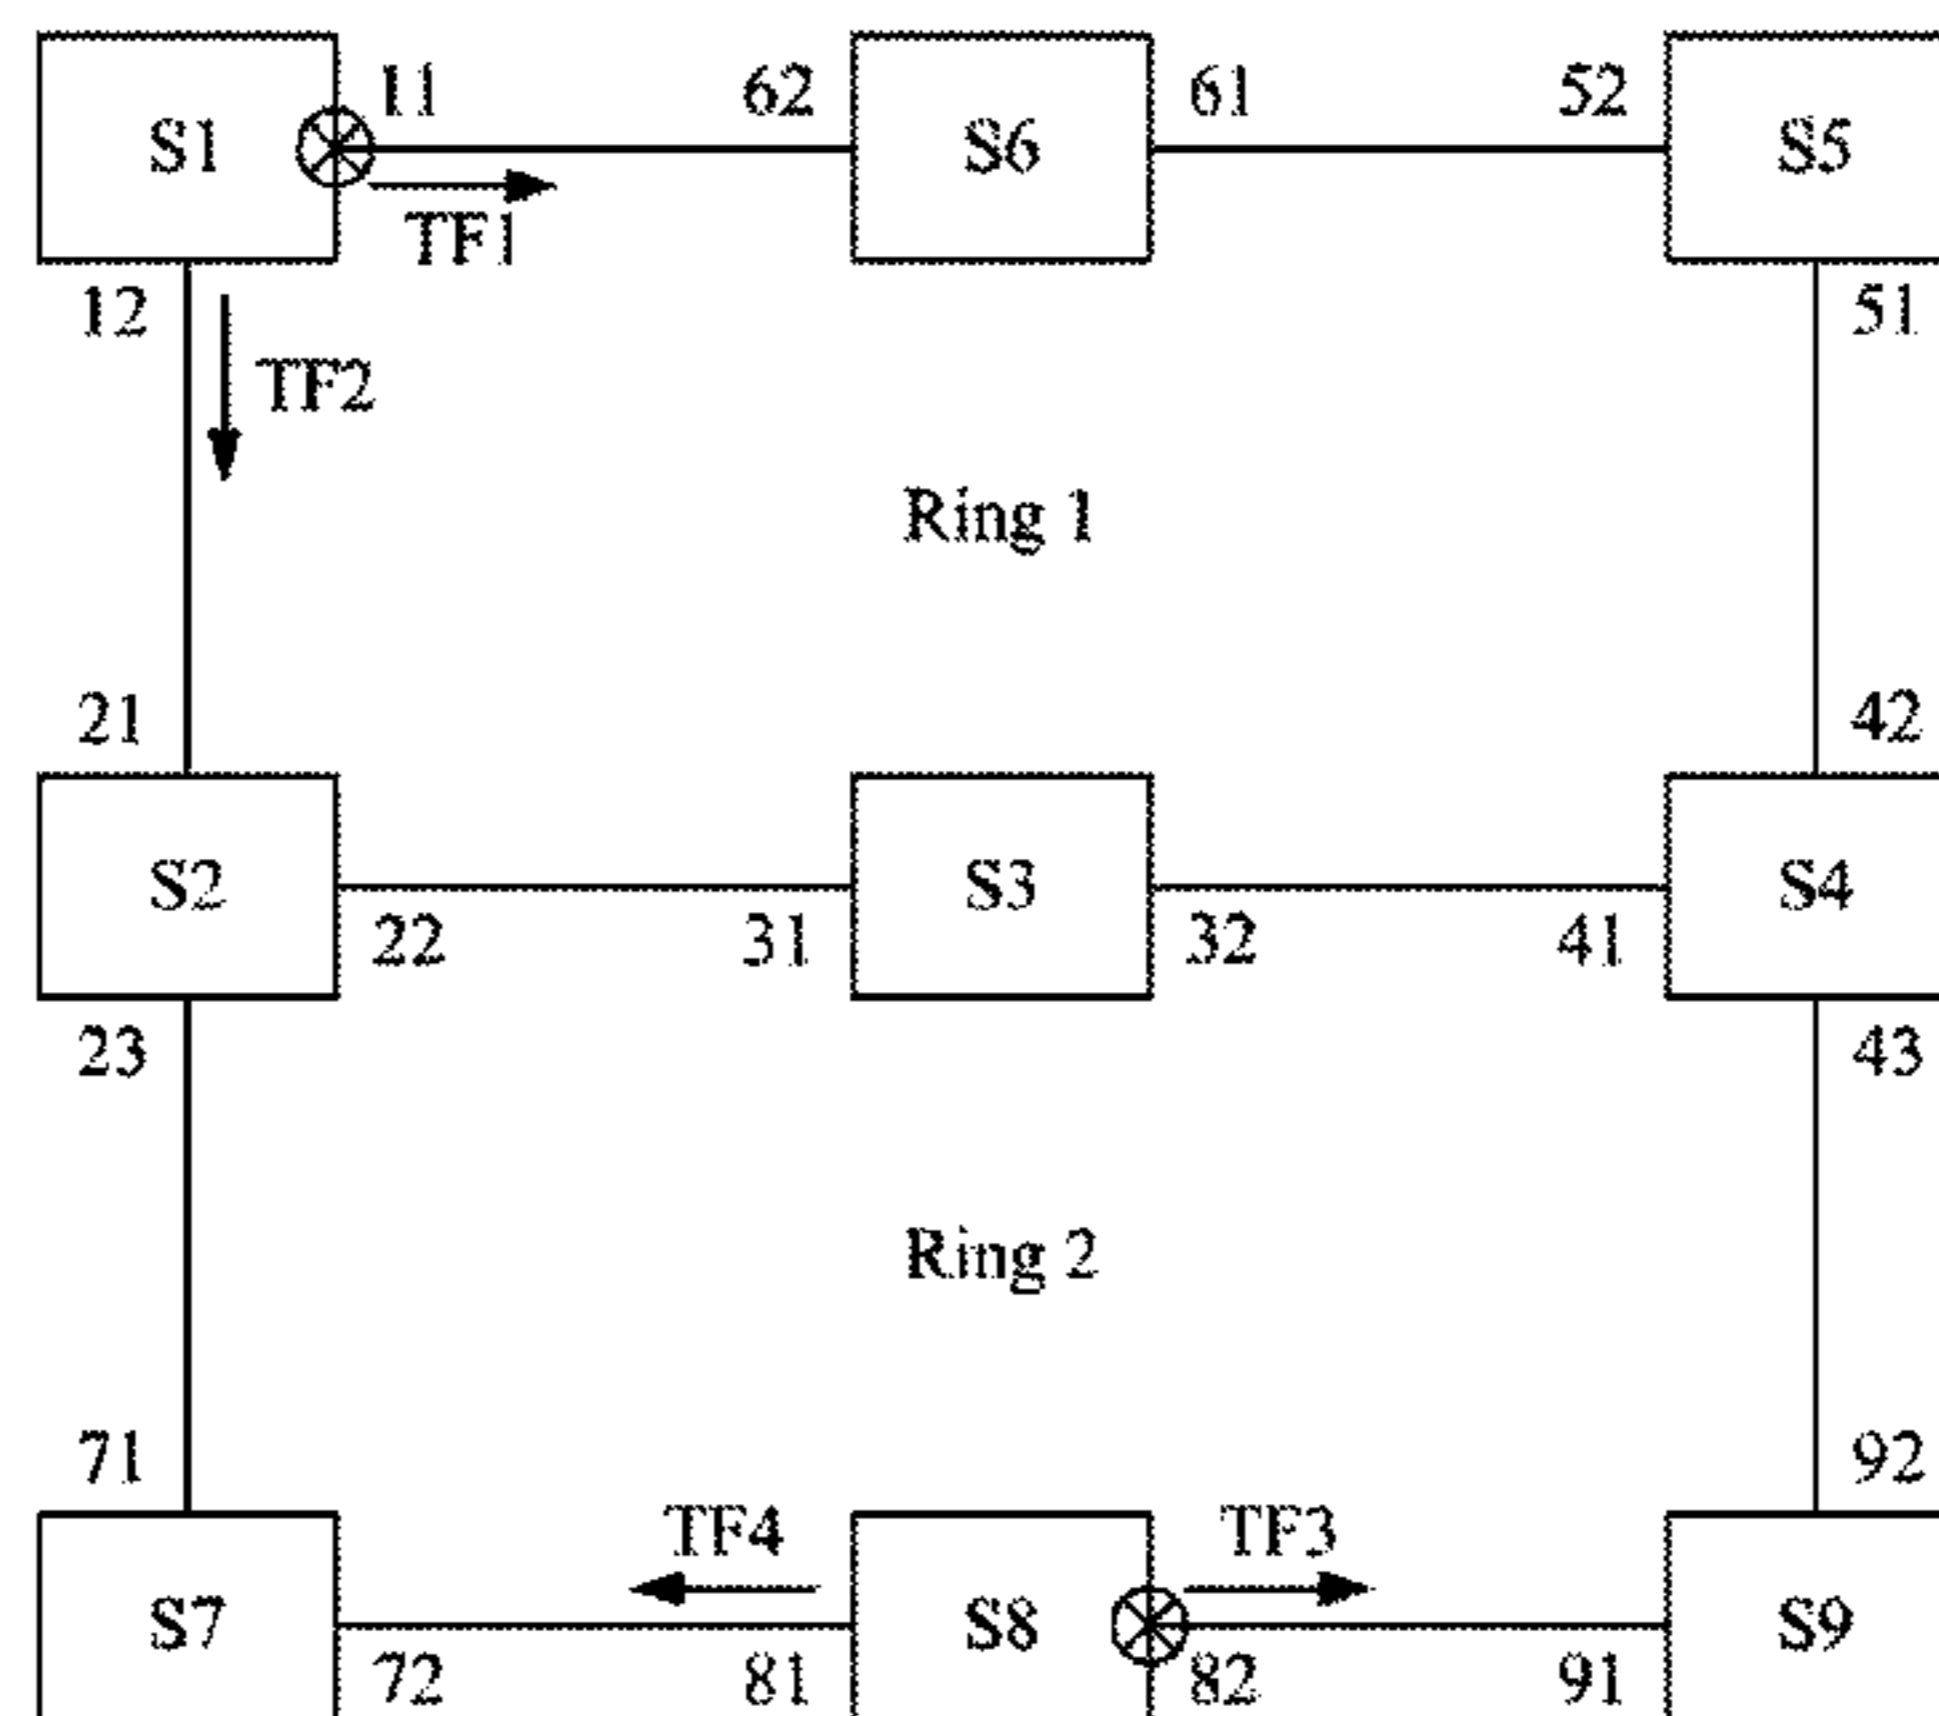 S1 11 62 S6 61 52 S5
TF1
12 51
TF2
Ring 1
21 42
S2 S3 S4
22 31 32 41
23 43
Ring 2
71 92
TF4 TF3
S7 S8 S9
72 81 82 91